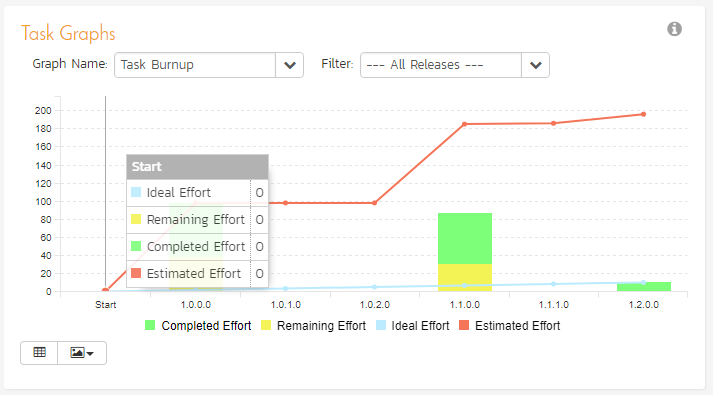 Task Graphs
Graph Name: Task Burnup Filter: --- All Releases ---
200
180
160
140
120
100
80
60
40
20
0
Start
Ideal Effort 0
Remaining Effort 0
Completed Effort 0
Estimated Effort 0
Start 1.0.0.0 1.0.1.0 1.0.2.0 1.1.0.0 1.1.1.0 1.2.0.0
Completed Effort Remaining Effort Ideal Effort Estimated Effort